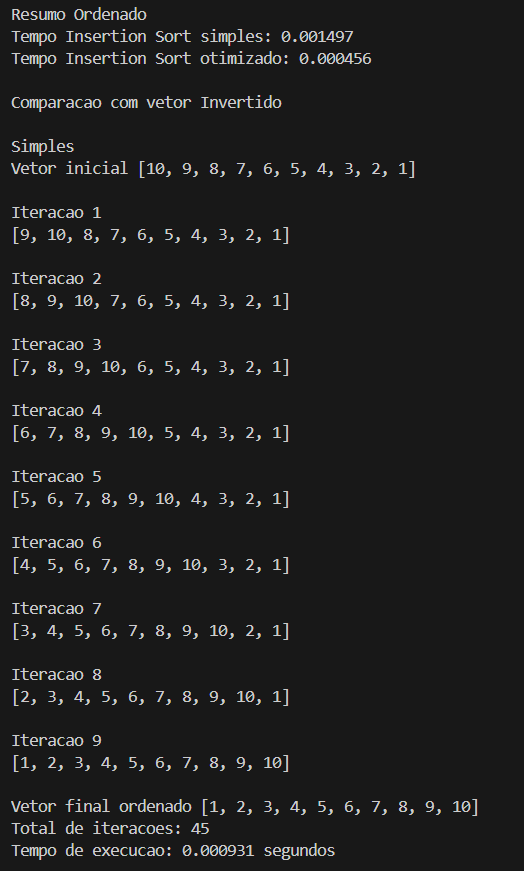 Resumo Ordenado
Tempo Insertion Sort simples: 0.001497
Tempo Insertion Sort otimizado: 0.000456
Comparacao com vetor Invertido
Simples
Vetor inicial [10, 9, 8, 7, 6, 5, 4, 3, 2, 1]
Iteracao 1
[9, 10, 8, 7, 6, 5, 4, 3, 2, 1]
Iteracao 2
[8, 9, 10, 7, 6, 5, 4, 3, 2, 1]
Iteracao 3
[7, 8, 9, 10, 6, 5, 4, 3, 2, 1]
Iteracao 4
[6, 7, 8, 9, 10, 5, 4, 3, 2, 1]
Iteracao 5
[5, 6, 7, 8, 9, 10, 4, 3, 2, 1]
Iteracao 6
[4, 5, 6, 7, 8, 9, 10, 3, 2, 1]
Iteracao 7
[3, 4, 5, 6, 7, 8, 9, 10, 2, 1]
Iteracao 8
[2, 3, 4, 5, 6, 7, 8, 9, 10, 1]
Iteracao 9
[1, 2, 3, 4, 5, 6, 7, 8, 9, 10]
Vetor final ordenado [1, 2, 3, 4, 5, 6, 7, 8, 9, 10]
Total de iteracoes: 45
Tempo de execucao: 0.000931 segundos